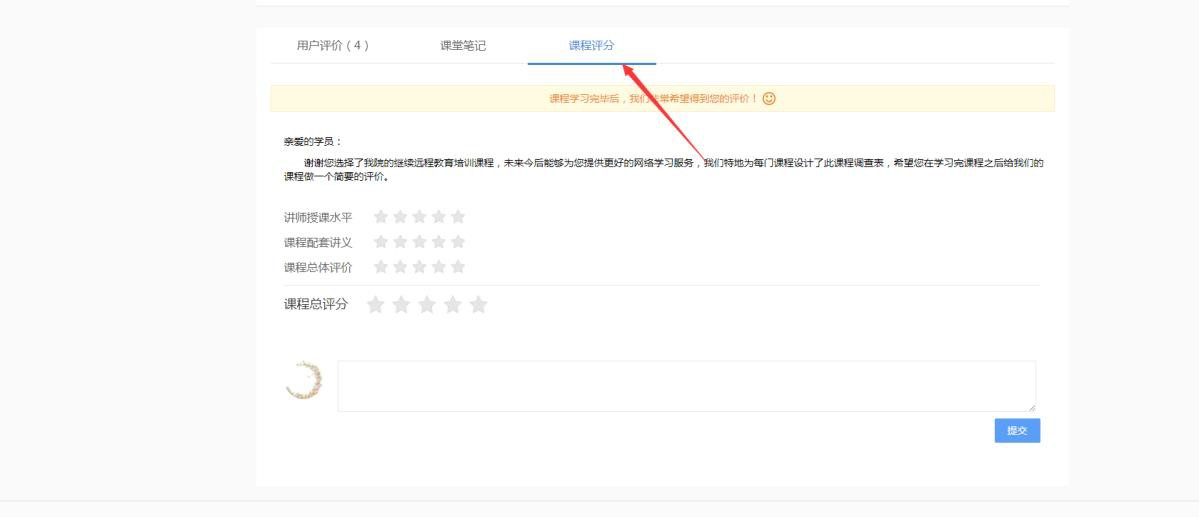 用户评价（4）
课堂笔记
课程评分
课程学习完毕后，我们非常希望得到您的评价！
亲爱的学员：
谢谢您选择了我院的继续远程教育培训课程，未来今后能够为您提供更好的网络学习服务，我们特地为每门课程设计了此课程调查表，希望您在学习完课程之后给我们的
课程做一个简要的评价。
讲师授课水平
课程配套讲义
课程总体评价
课程总评分
提交